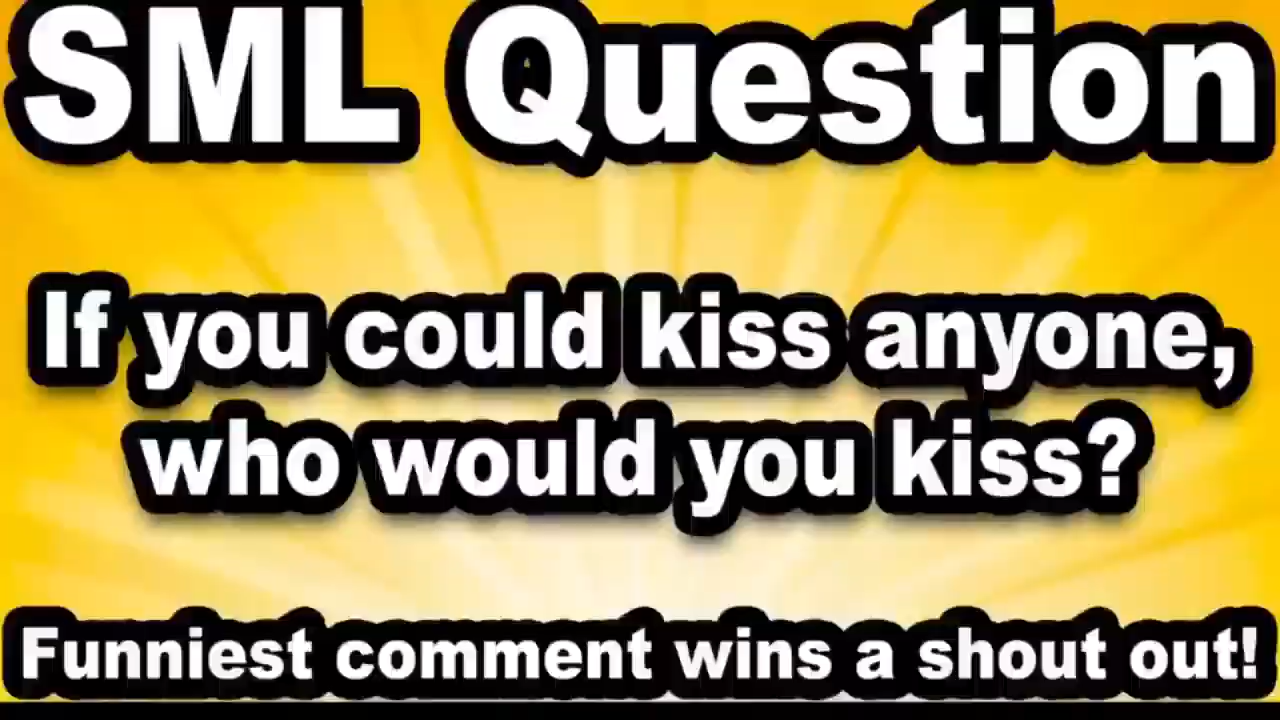 SML Question
If you could kiss anyone,
who would you kiss?
Funniest comment wins a shout out!